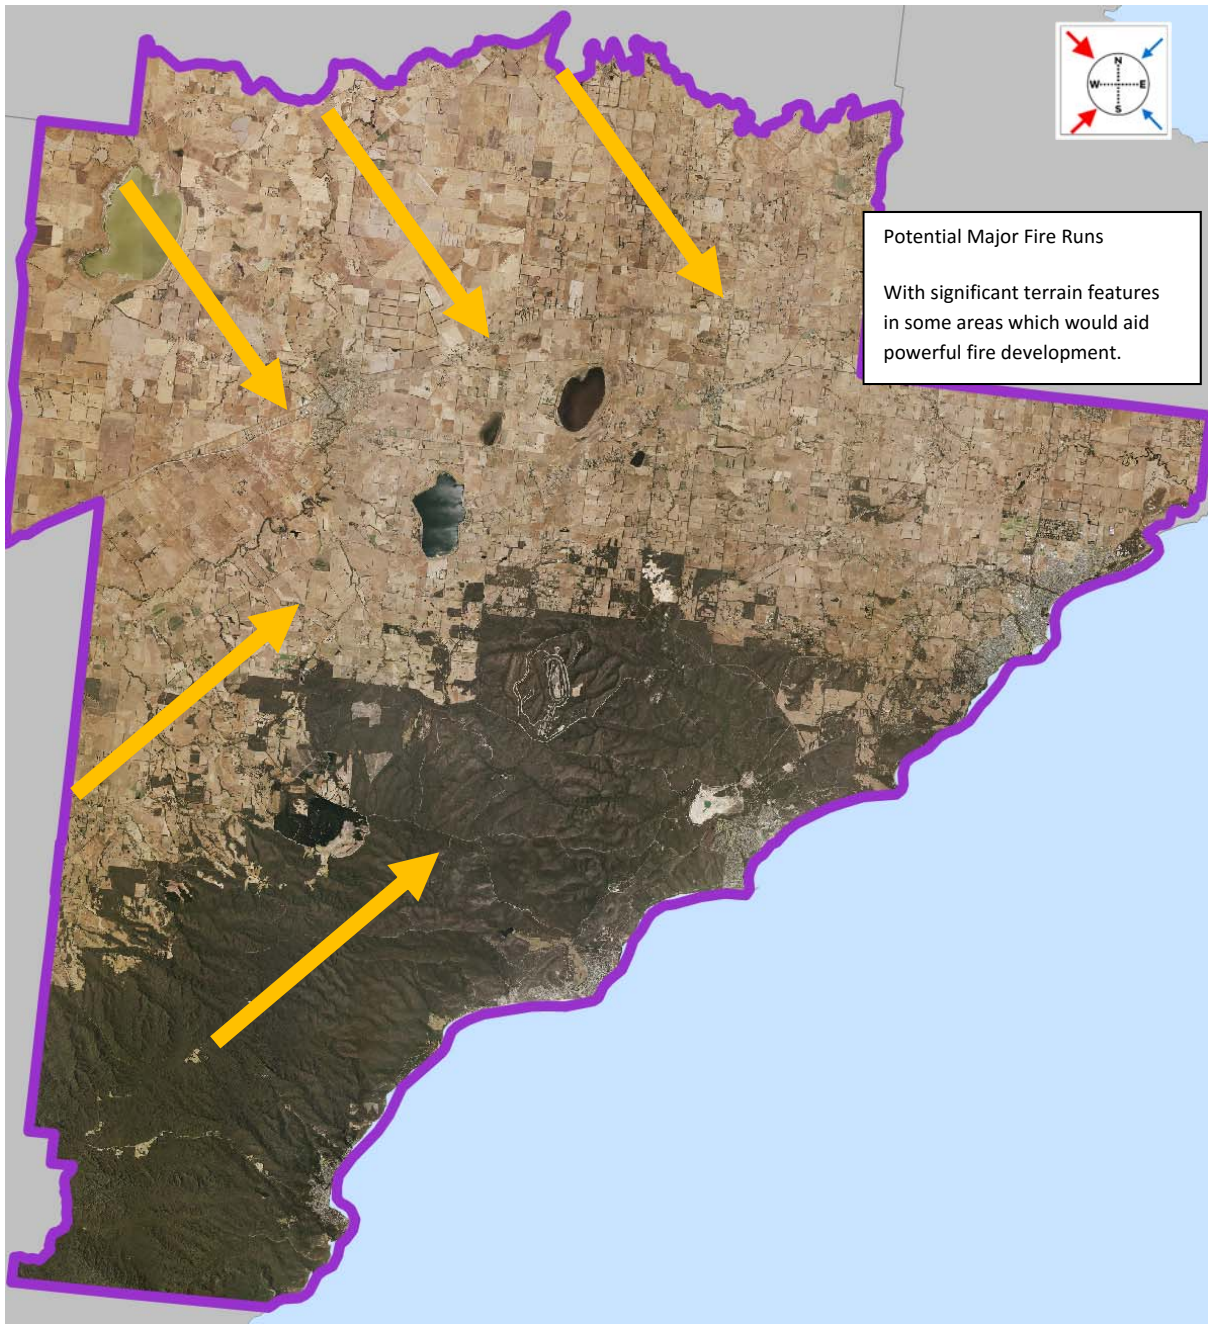 N
W E
S
Potential Major Fire Runs
With significant terrain features
in some areas which would aid
powerful fire development.